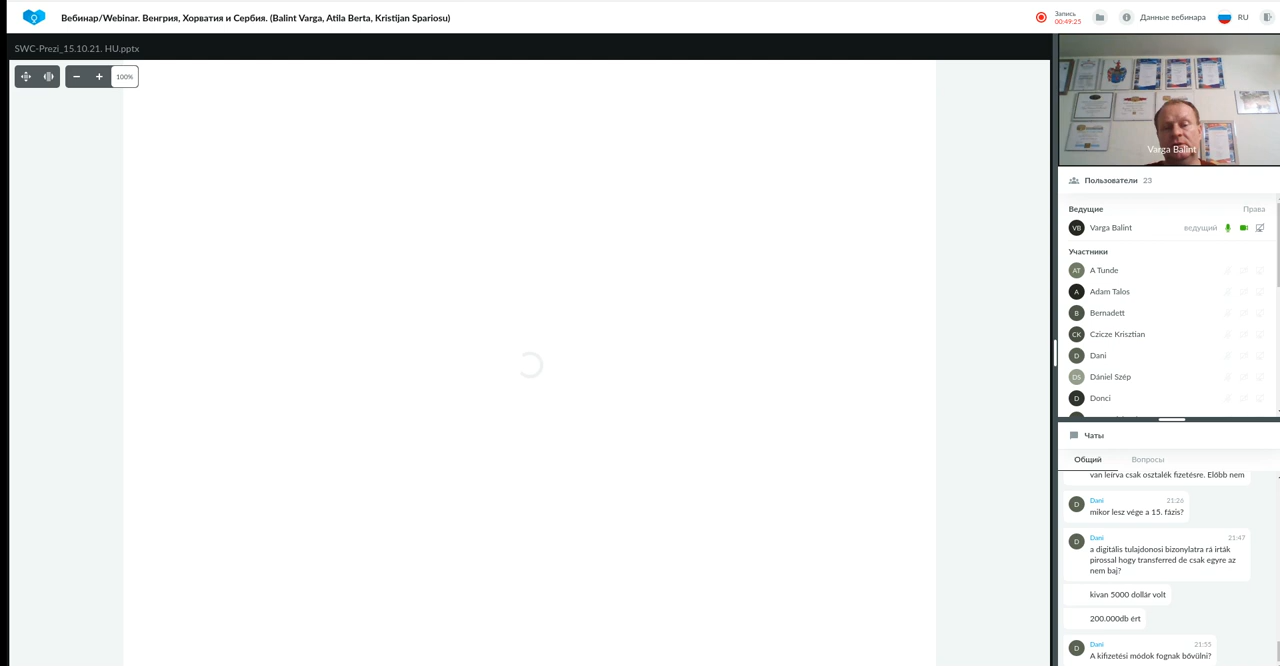 Вебинар/Webinar. Венгрия, Хорватия и Сербия. (Balint Varga, Atila Berta, Kristijan Spariosu)
Запись
00:49:25
Данные вебинара
RU
SWC-Prezi_15.10.21. HU.pptx
100%
Varga Balint
Пользователи 23
Ведущие Права
VB Varga Balint ведущий
Участники
AT A Tunde
A Adam Talos
B Bernadett
CK Czicze Krisztian
D Dani
DS Dániel Szép
D Donci
Чаты
Общий Вопросы
van leírva csak osztalék fizetésre. Előbb nem
D Dani 21:26
mikor lesz vége a 15. fázis?
D Dani 21:47
a digitális tulajdonosi bizonylatra rá irták
pirossal hogy transferred de csak egyre az
nem baj?
kivan 5000 dollár volt
200.000db ért
D Dani 21:55
A kifizetési módok fognak bővülni?